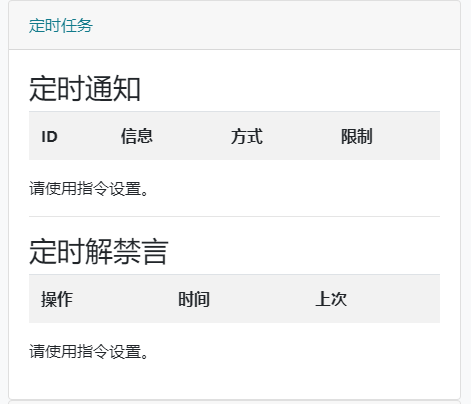 定时任务
定时通知
ID 信息 方式 限制
请使用指令设置。
定时解禁言
操作 时间 上次
请使用指令设置。